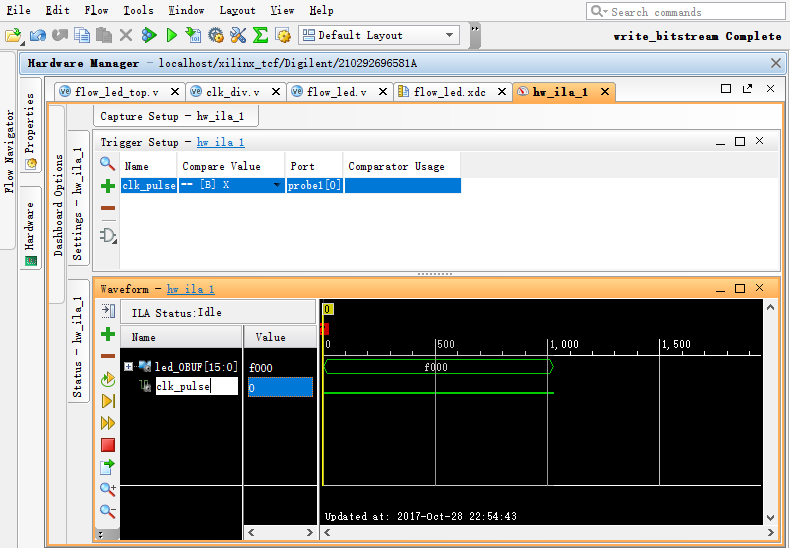 File Edit Flow Tools Window Layout View Help
Search commands
Default Layout
write_bitstream Complete
Hardware Manager - localhost/xilinx_tcf/Digilent/210292696581A
Flow Navigator
Properties
Hardware
flow_led_top.v
clk_div.v
flow_led.v
flow_led.xdc
hw_ila_1
Dashboard Options
Settings - hw_ila_1
Status - hw_ila_1
Capture Setup - hw_ila_1
Trigger Setup - hw_ila_1
Name Compare Value Port Comparator Usage
clk_pulse == [B] X probe1[0]
Waveform - hw_ila_1
ILA Status:Idle
Name Value
led_OBUF[15:0] f000
clk_pulse 0
0
0 500 1,000 1,500
f000
Updated at: 2017-Oct-28 22:54:43